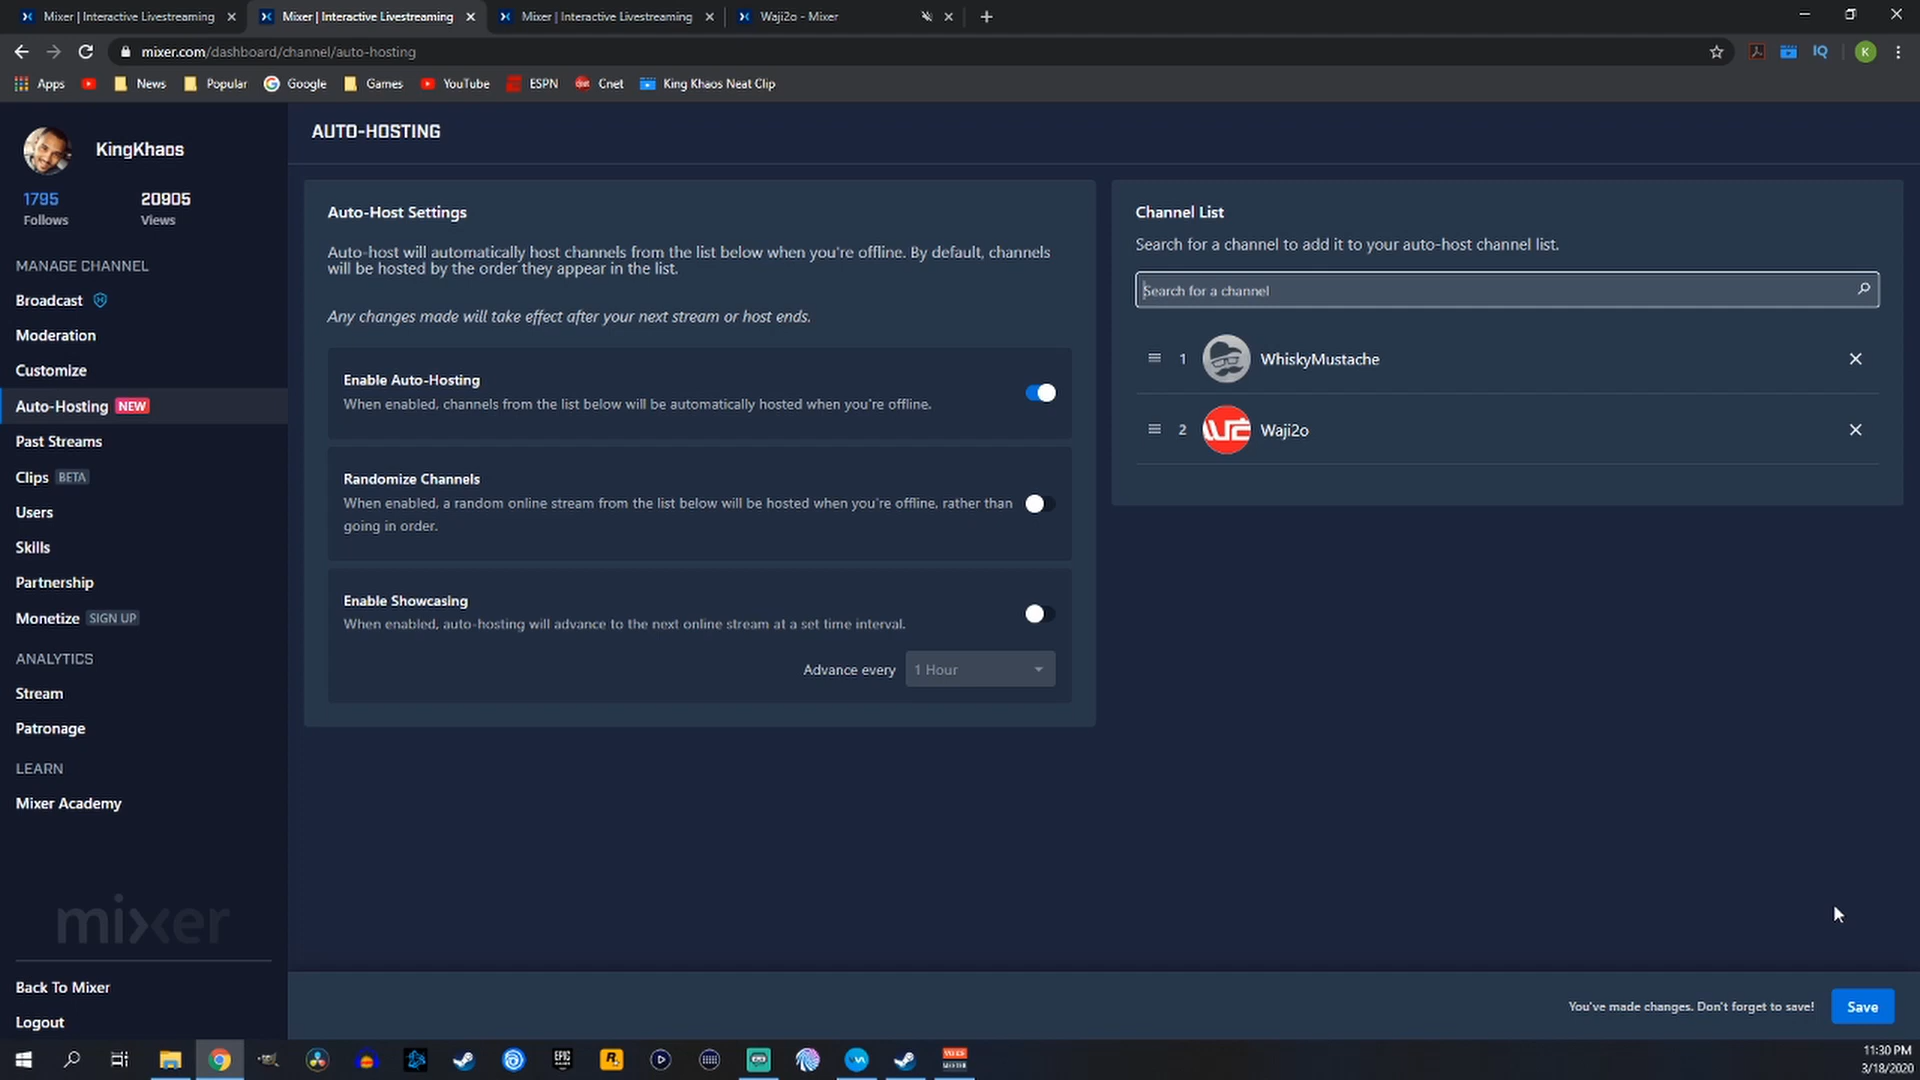 Mixer | Interactive Livestreaming
Mixer | Interactive Livestreaming
Mixer | Interactive Livestreaming
Waji2o - Mixer
mixer.com/dashboard/channel/auto-hosting
IQ
K
Apps
News
Popular
Google
Games
YouTube
ESPN
Cnet
King Khaos Neat Clip
KingKhaos
1795
20905
Follows
Views
MANAGE CHANNEL
Broadcast
Moderation
Customize
Auto-Hosting NEW
Past Streams
Clips BETA
Users
Skills
Partnership
Monetize SIGN UP
ANALYTICS
Stream
Patronage
LEARN
Mixer Academy
mixer
Back To Mixer
Logout
AUTO-HOSTING
Auto-Host Settings
Auto-host will automatically host channels from the list below when you're offline. By default, channels
will be hosted by the order they appear in the list.
Any changes made will take effect after your next stream or host ends.
Enable Auto-Hosting
When enabled, channels from the list below will be automatically hosted when you're offline.
Randomize Channels
When enabled, a random online stream from the list below will be hosted when you're offline, rather than
going in order.
Enable Showcasing
When enabled, auto-hosting will advance to the next online stream at a set time interval.
Advance every 1 Hour
Channel List
Search for a channel to add it to your auto-host channel list.
Search for a channel
1 WhiskyMustache
2 Waji2o
You've made changes. Don't forget to save!
Save
EPIC
R
11:30 PM
3/18/2020